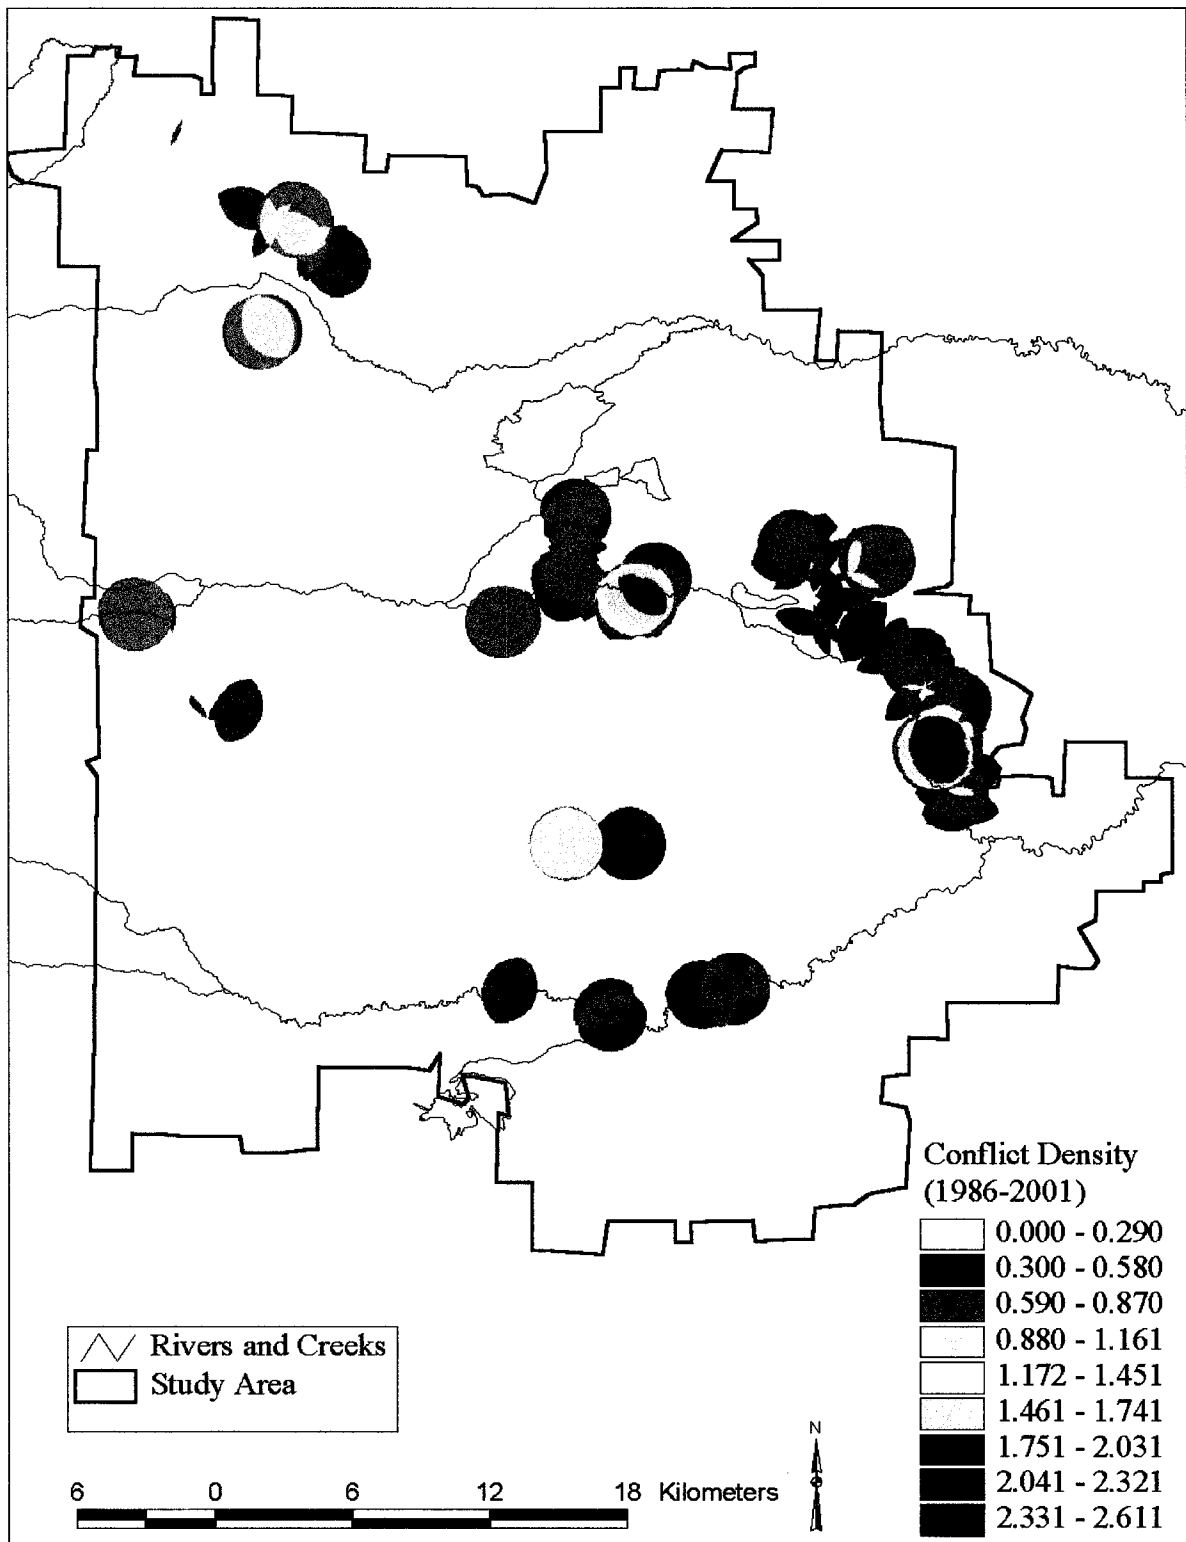 Conflict Density
(1986-2001)
0.000 - 0.290
0.300 - 0.580
0.590 - 0.870
0.880 - 1.161
1.172 - 1.451
1.461 - 1.741
1.751 - 2.031
2.041 - 2.321
2.331 - 2.611
Rivers and Creeks
Study Area
N
6 0 6 12 18 Kilometers